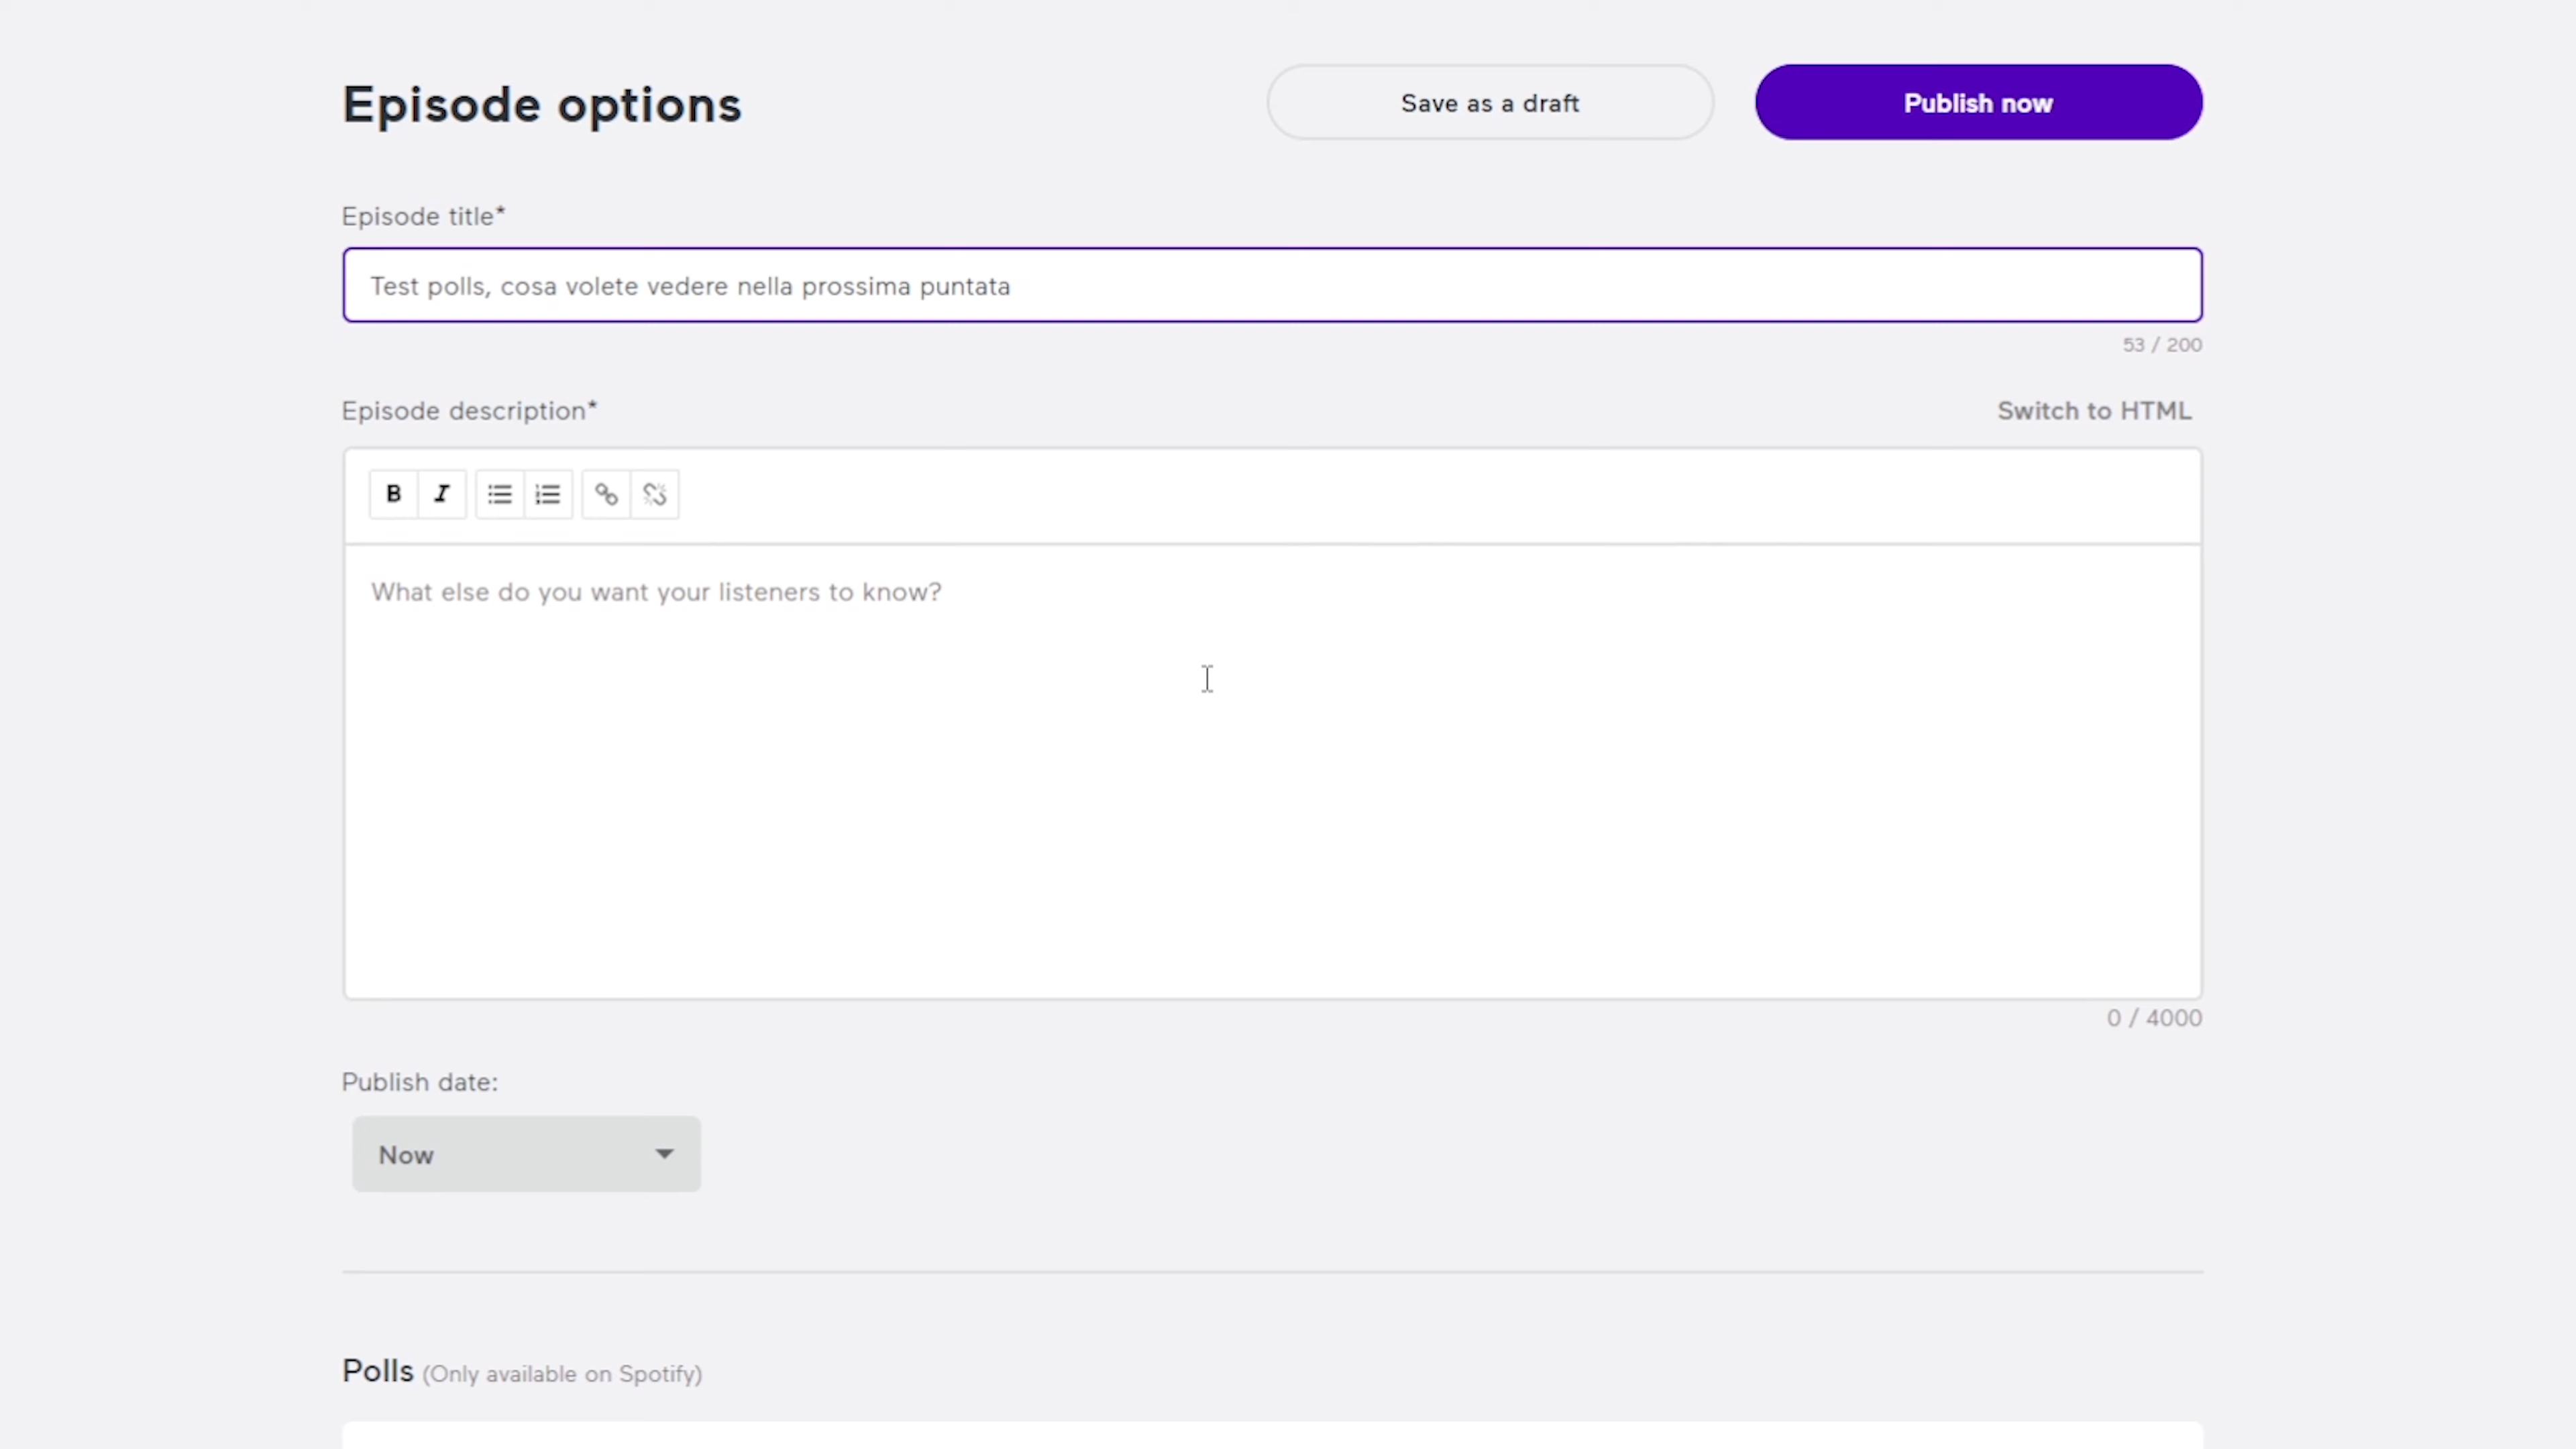 Episode options
Save as a draft
Publish now
Episode title*
Test polls, cosa volete vedere nella prossima puntata
53 / 200
Episode description*
Switch to HTML
B I
What else do you want your listeners to know?
0 / 4000
Publish date:
Now
Polls (Only available on Spotify)